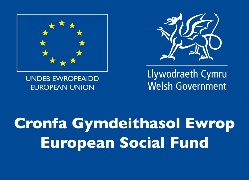 UNDEB EWROPEAIDD
EUROPEAN UNION
Llywodraeth Cymru
Welsh Government
Cronfa Gymdeithasol Ewrop
European Social Fund